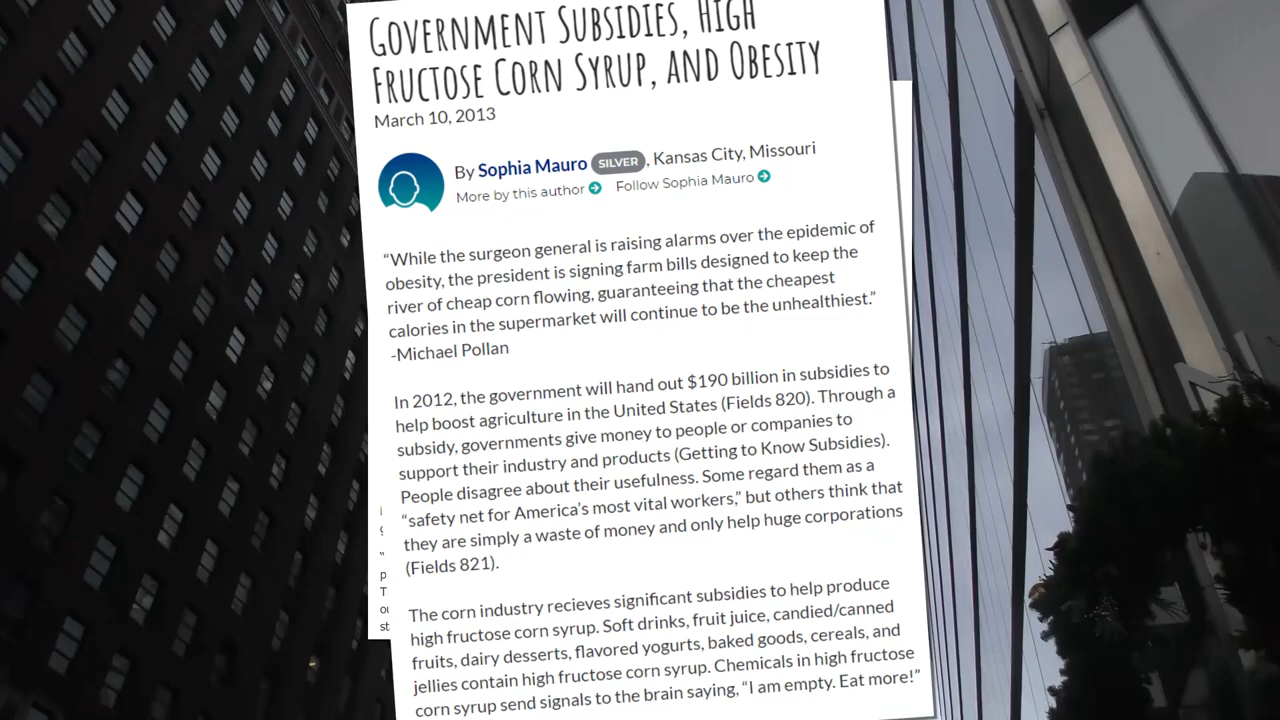 GOVERNMENT SUBSIDIES, HIGH
FRUCTOSE CORN SYRUP, AND OBESITY
March 10, 2013
By Sophia Mauro SILVER, Kansas City, Missouri
More by this author Follow Sophia Mauro
“While the surgeon general is raising alarms over the epidemic of
obesity, the president is signing farm bills designed to keep the
river of cheap corn flowing, guaranteeing that the cheapest
calories in the supermarket will continue to be the unhealthiest.”
-Michael Pollan
In 2012, the government will hand out $190 billion in subsidies to
help boost agriculture in the United States (Fields 820). Through a
subsidy, governments give money to people or companies to
support their industry and products (Getting to Know Subsidies).
People disagree about their usefulness. Some regard them as a
“safety net for America’s most vital workers,” but others think that
they are simply a waste of money and only help huge corporations
(Fields 821).
The corn industry recieves significant subsidies to help produce
high fructose corn syrup. Soft drinks, fruit juice, candied/canned
fruits, dairy desserts, flavored yogurts, baked goods, cereals, and
jellies contain high fructose corn syrup. Chemicals in high fructose
corn syrup send signals to the brain saying, “I am empty. Eat more!”